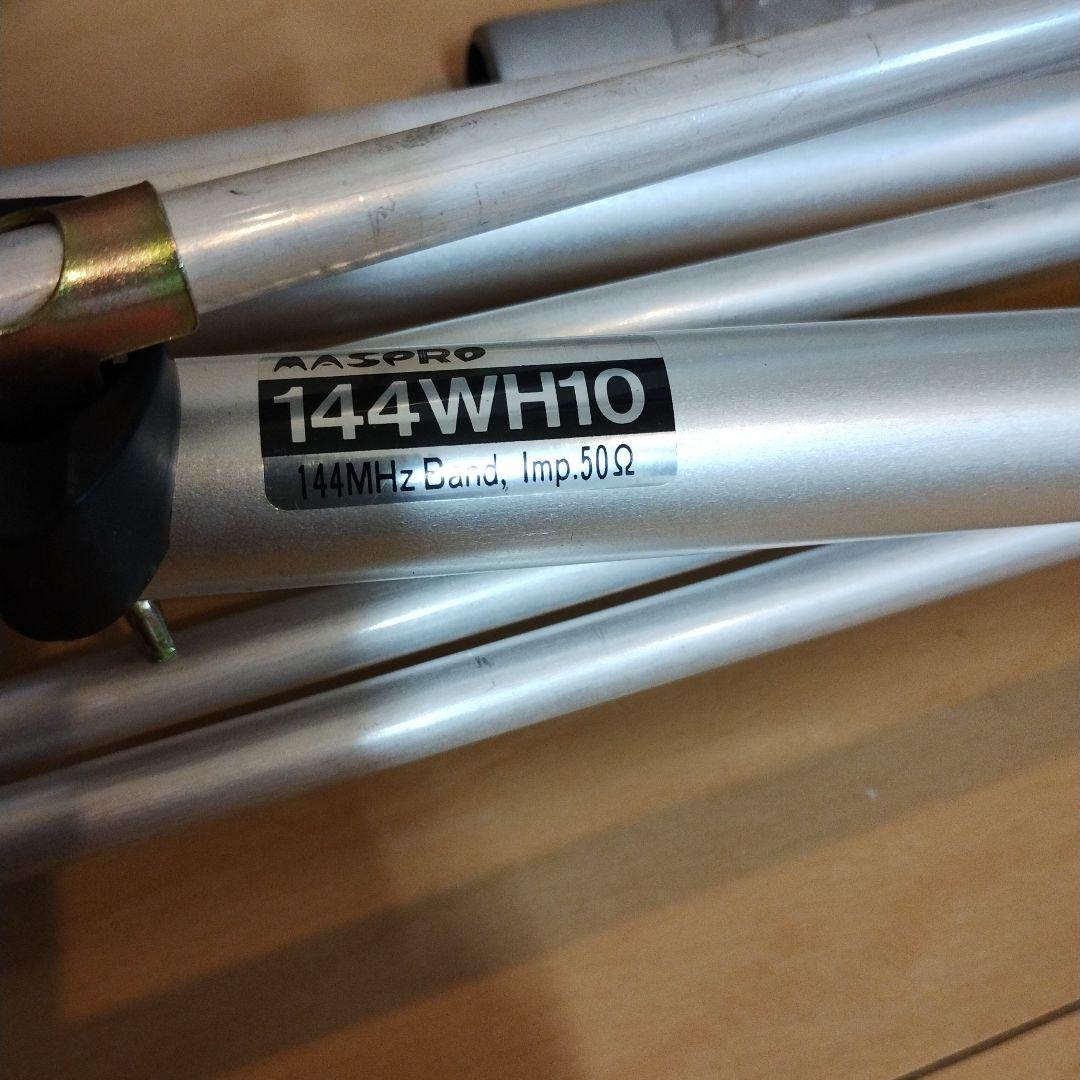 MASPRO
144WH10
144MHz Band, Imp.50Ω